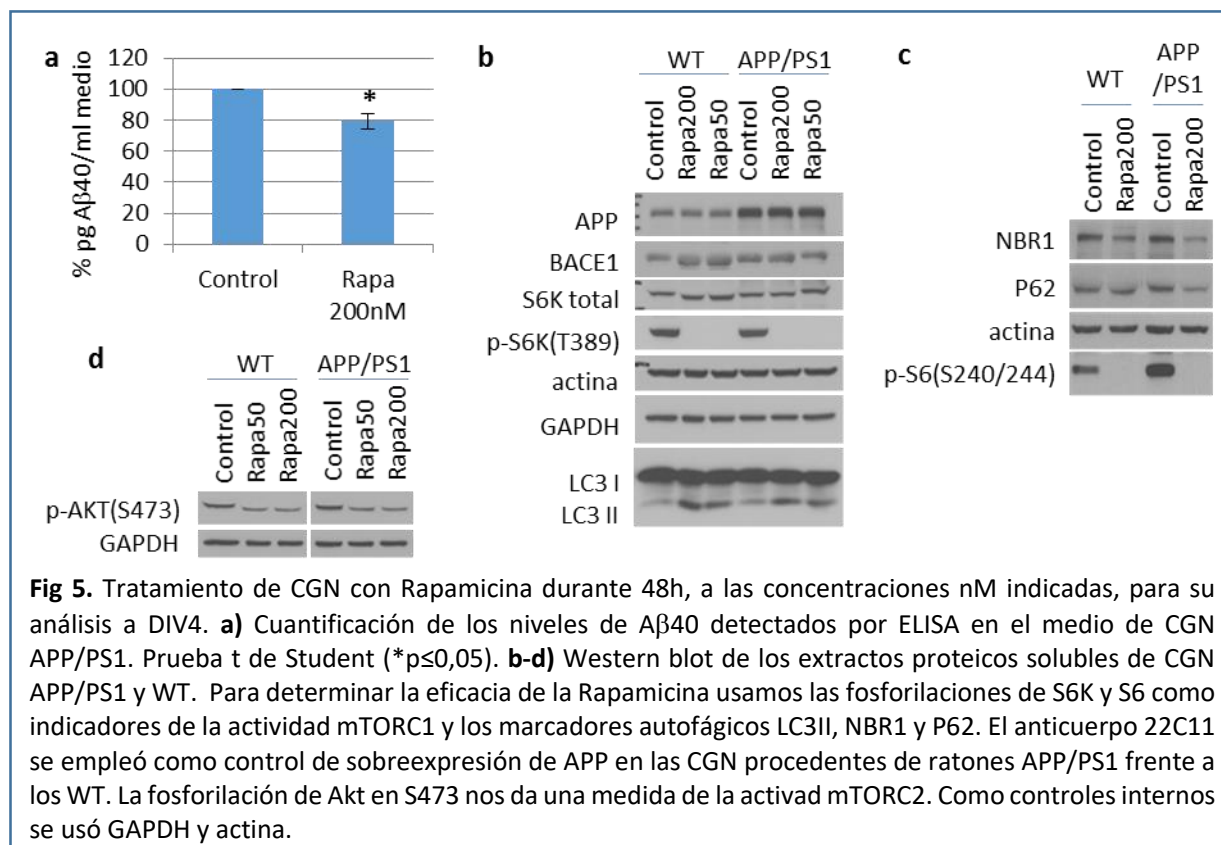 a
120
100
80
60
40
20
0
% pg Aβ40/ml medio
*
Control
Rapa
200nM
b
WT
APP/PS1
Control
Rapa200
Rapa50
Control
Rapa200
Rapa50
APP
BACE1
S6K total
p-S6K(T389)
actina
GAPDH
LC3 I
LC3 II
c
WT
APP
/PS1
Control
Rapa200
Control
Rapa200
NBR1
P62
actina
p-S6(S240/244)
d
WT
APP/PS1
Control
Rapa50
Rapa200
Control
Rapa50
Rapa200
p-AKT(S473)
GAPDH
Fig 5. Tratamiento de CGN con Rapamicina durante 48h, a las concentraciones nM indicadas, para su
análisis a DIV4. a) Cuantificación de los niveles de Aβ40 detectados por ELISA en el medio de CGN
APP/PS1. Prueba t de Student (*p≤0,05). b-d) Western blot de los extractos proteicos solubles de CGN
APP/PS1 y WT. Para determinar la eficacia de la Rapamicina usamos las fosforilaciones de S6K y S6 como
indicadores de la actividad mTORC1 y los marcadores autofágicos LC3II, NBR1 y P62. El anticuerpo 22C11
se empleó como control de sobreexpresión de APP en las CGN procedentes de ratones APP/PS1 frente a
los WT. La fosforilación de Akt en S473 nos da una medida de la activad mTORC2. Como controles internos
se usó GAPDH y actina.